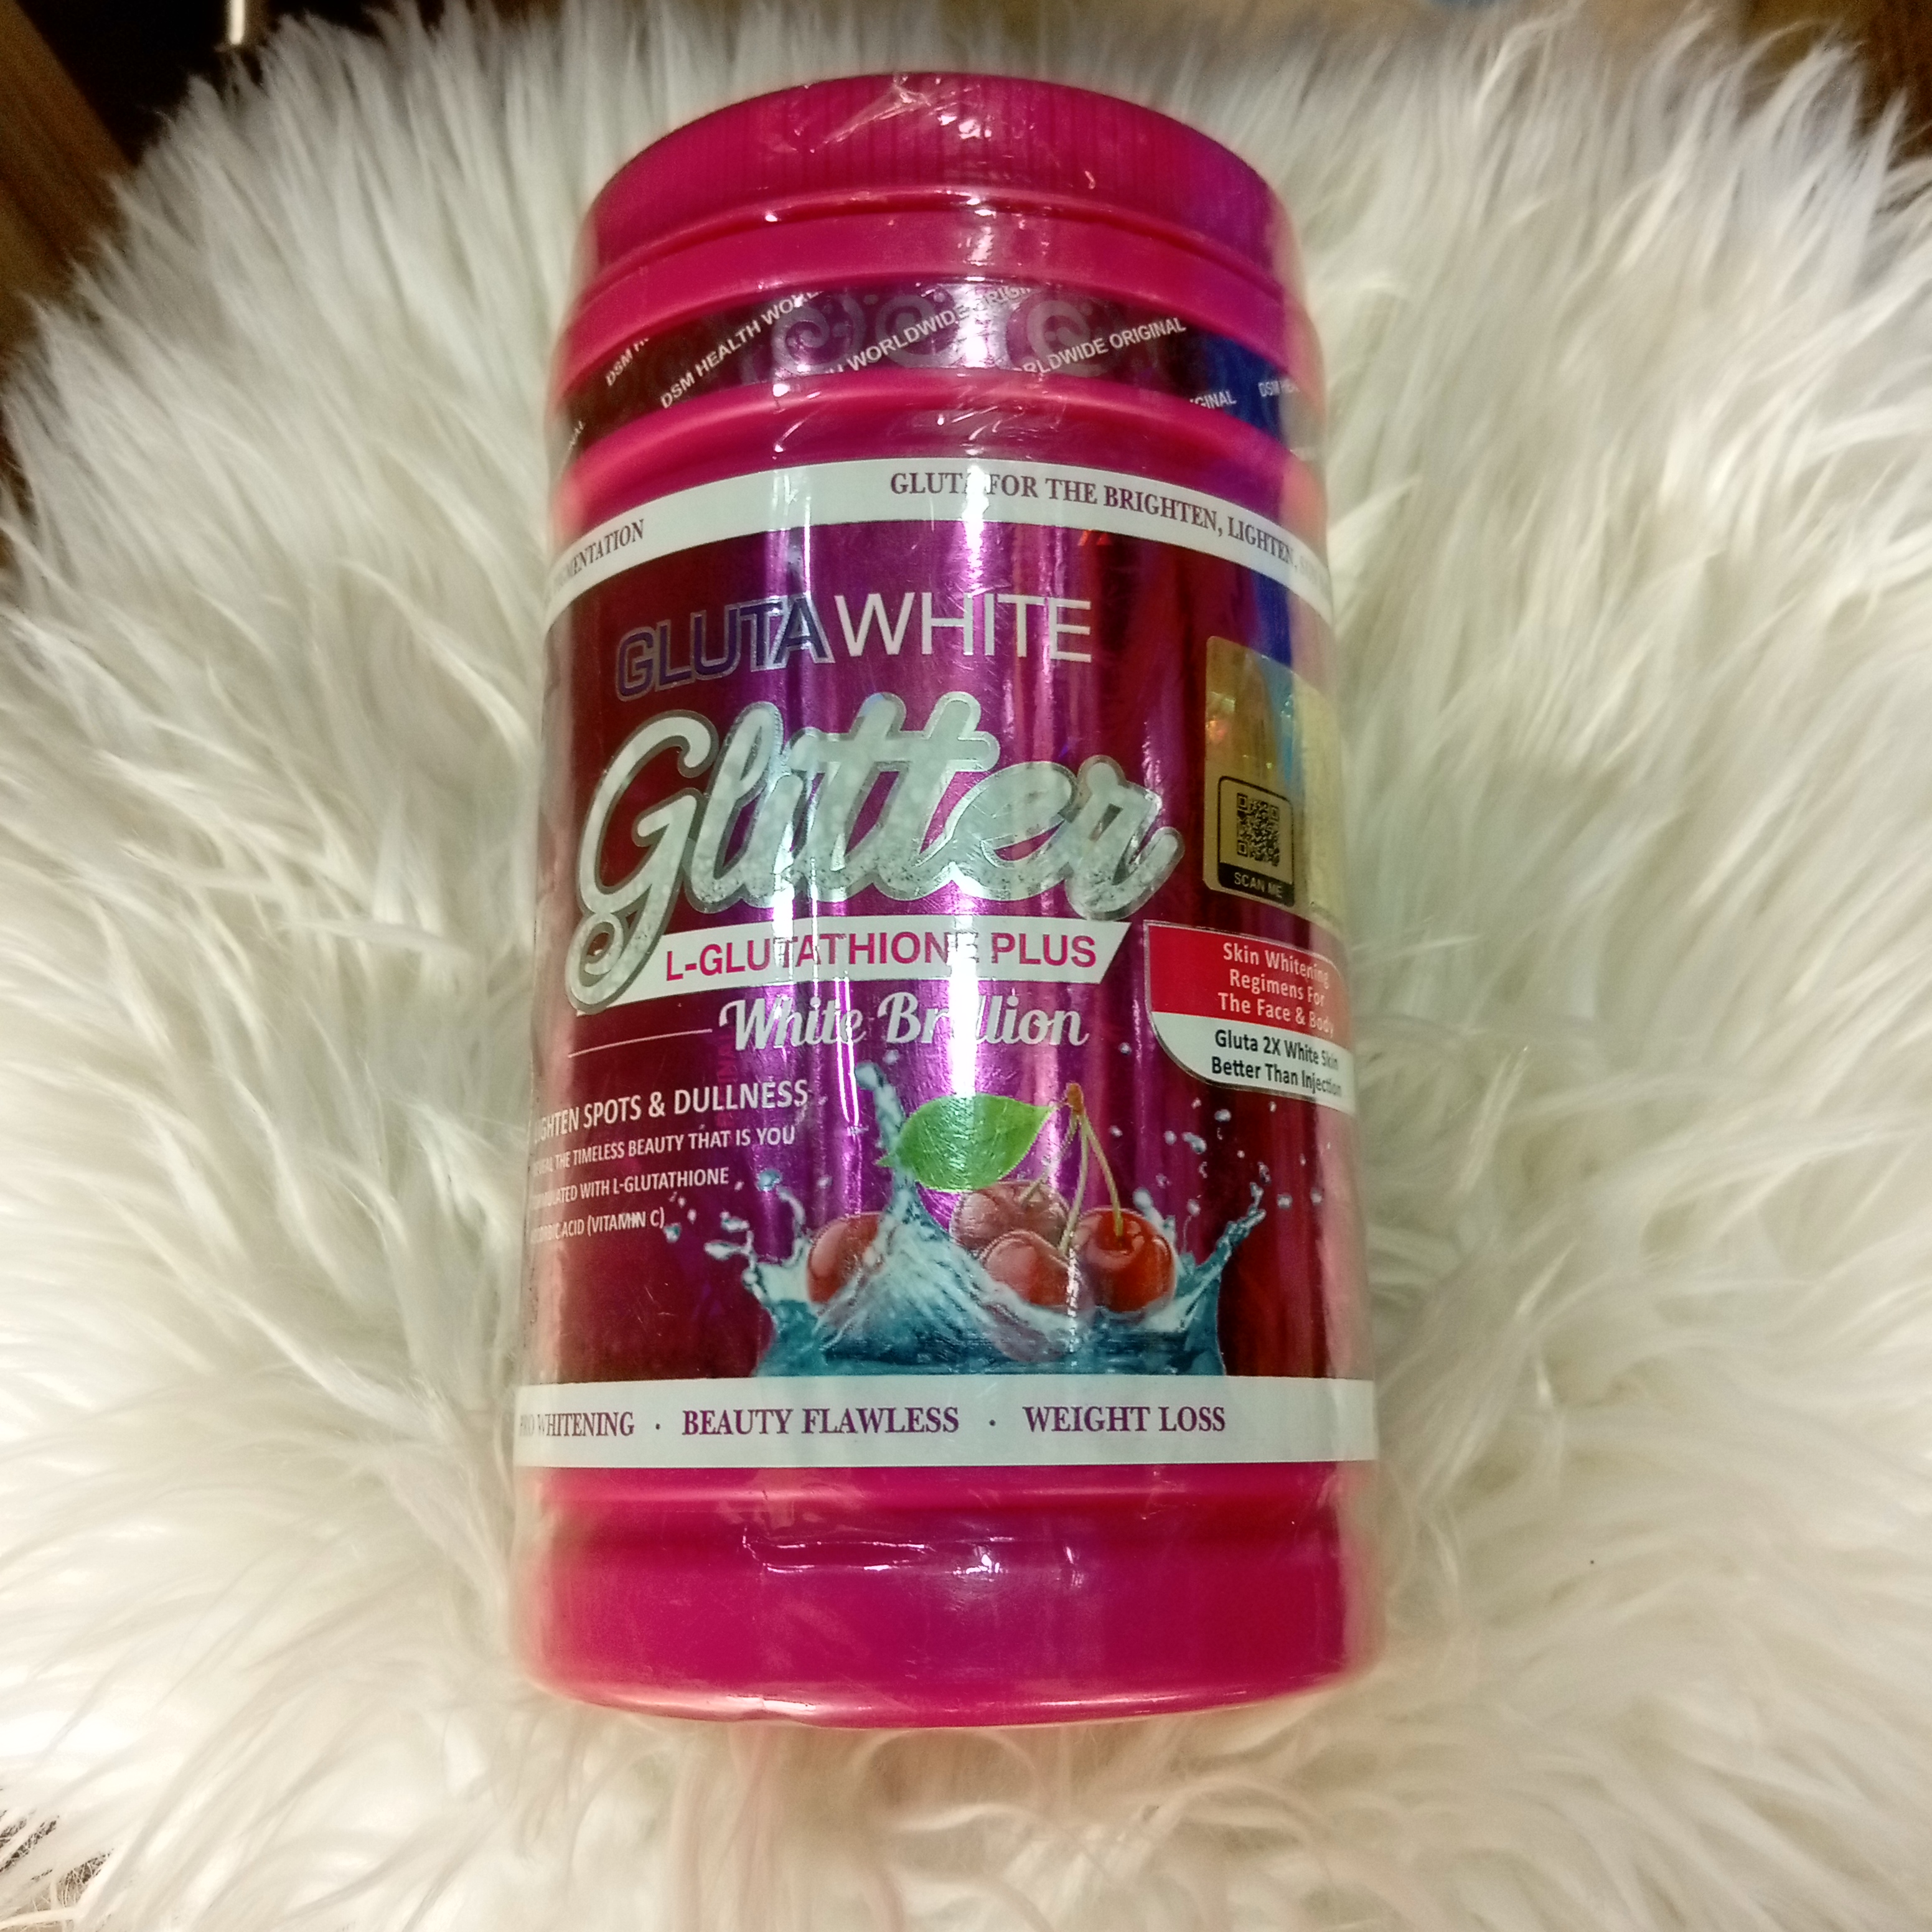 DSM HEALTH WORLDWIDE ORIGINAL
GLUTA FOR THE BRIGHTEN, LIGHTEN,
GLUTA WHITE
Glitter
L-GLUTATHIONE PLUS
White Brillion
SCAN ME
Skin Whitening
Regimens For
The Face & Body
Gluta 2X White Skin
Better Than Injection
SPOTS & DULLNESS
THE TIMELESS BEAUTY THAT IS YOU
WITH L-GLUTATHIONE
ACID (VITAMIN C)
WHITENING · BEAUTY FLAWLESS · WEIGHT LOSS